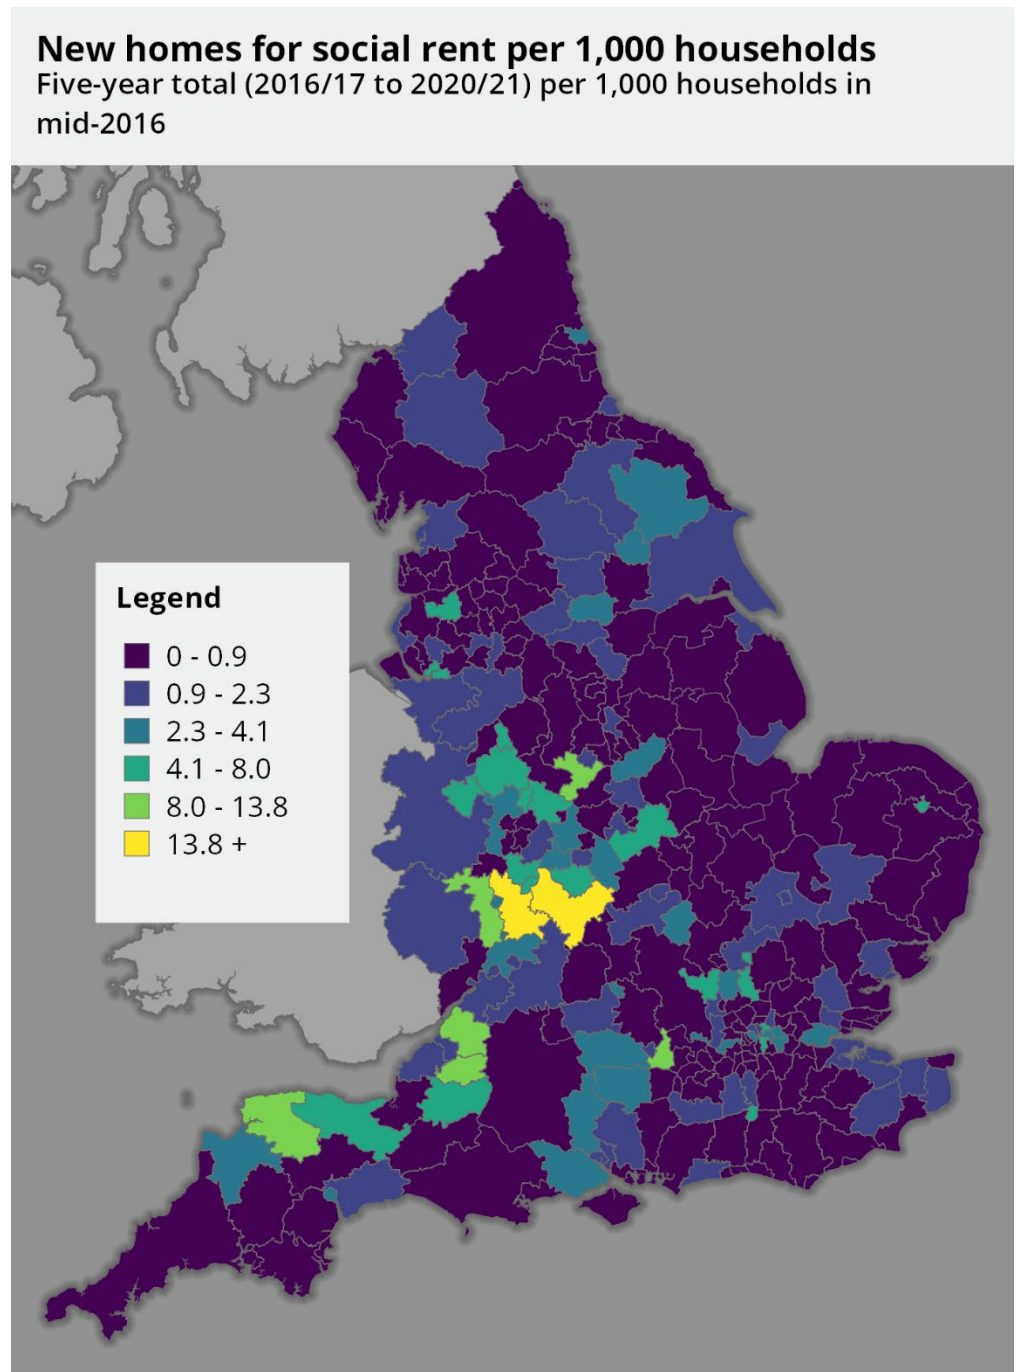 New homes for social rent per 1,000 households
Five-year total (2016/17 to 2020/21) per 1,000 households in
mid-2016
Legend
0 - 0.9
0.9 - 2.3
2.3 - 4.1
4.1 - 8.0
8.0 - 13.8
13.8 +